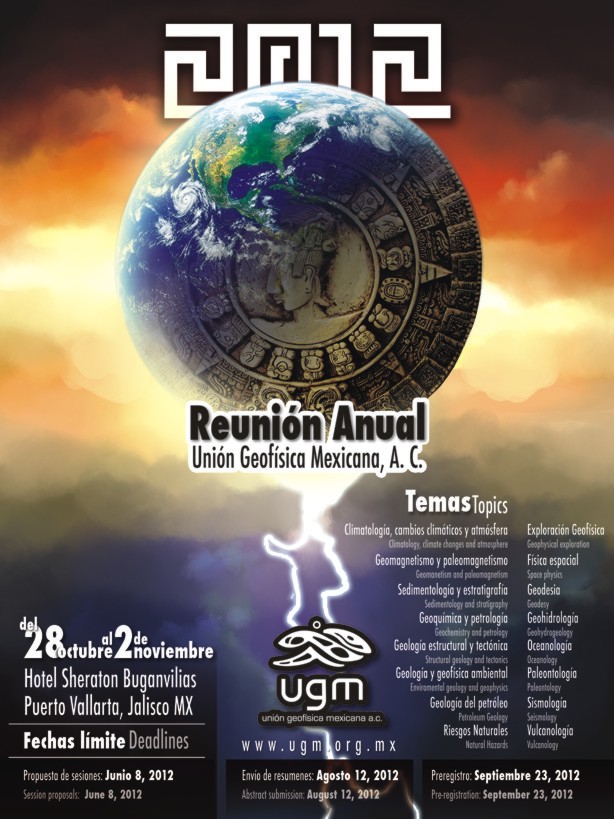 2012
Reunión Anual
Unión Geofísica Mexicana, A. C.
Temas Topics
Climatología, cambios climáticos y atmósfera
Climatology, climate changes and atmosphere
Geomagnetismo y paleomagnetismo
Geomanetism and paleomagnetism
Sedimentología y estratigrafía
Sedimentology and stratigraphy
Geoquímica y petrología
Geochemistry and petrology
Geología estructural y tectónica
Structural geology and tectonics
Geología y geofísica ambiental
Enviromental geology and geophysics
Geología del petróleo
Petroleum Geology
Riesgos Naturales
Natural Hazards
Exploración Geofísica
Geophysical exploration
Física espacial
Space physics
Geodesia
Geodesy
Geohidrología
Geohydrogeology
Oceanología
Oceanology
Paleontología
Paleontology
Sismología
Seismology
Vulcanología
Vulcanology
del 28 octubre al 2 de noviembre
Hotel Sheraton Buganvilias
Puerto Vallarta, Jalisco MX
Fechas límite Deadlines
ugm
unión geofísica mexicana a.c.
www.ugm.org.mx
Propuesta de sesiones: Junio 8, 2012
Session proposals: June 8, 2012
Envío de resumenes: Agosto 12, 2012
Abstract submission: August 12, 2012
Preregistro: Septiembre 23, 2012
Pre-registration: September 23, 2012